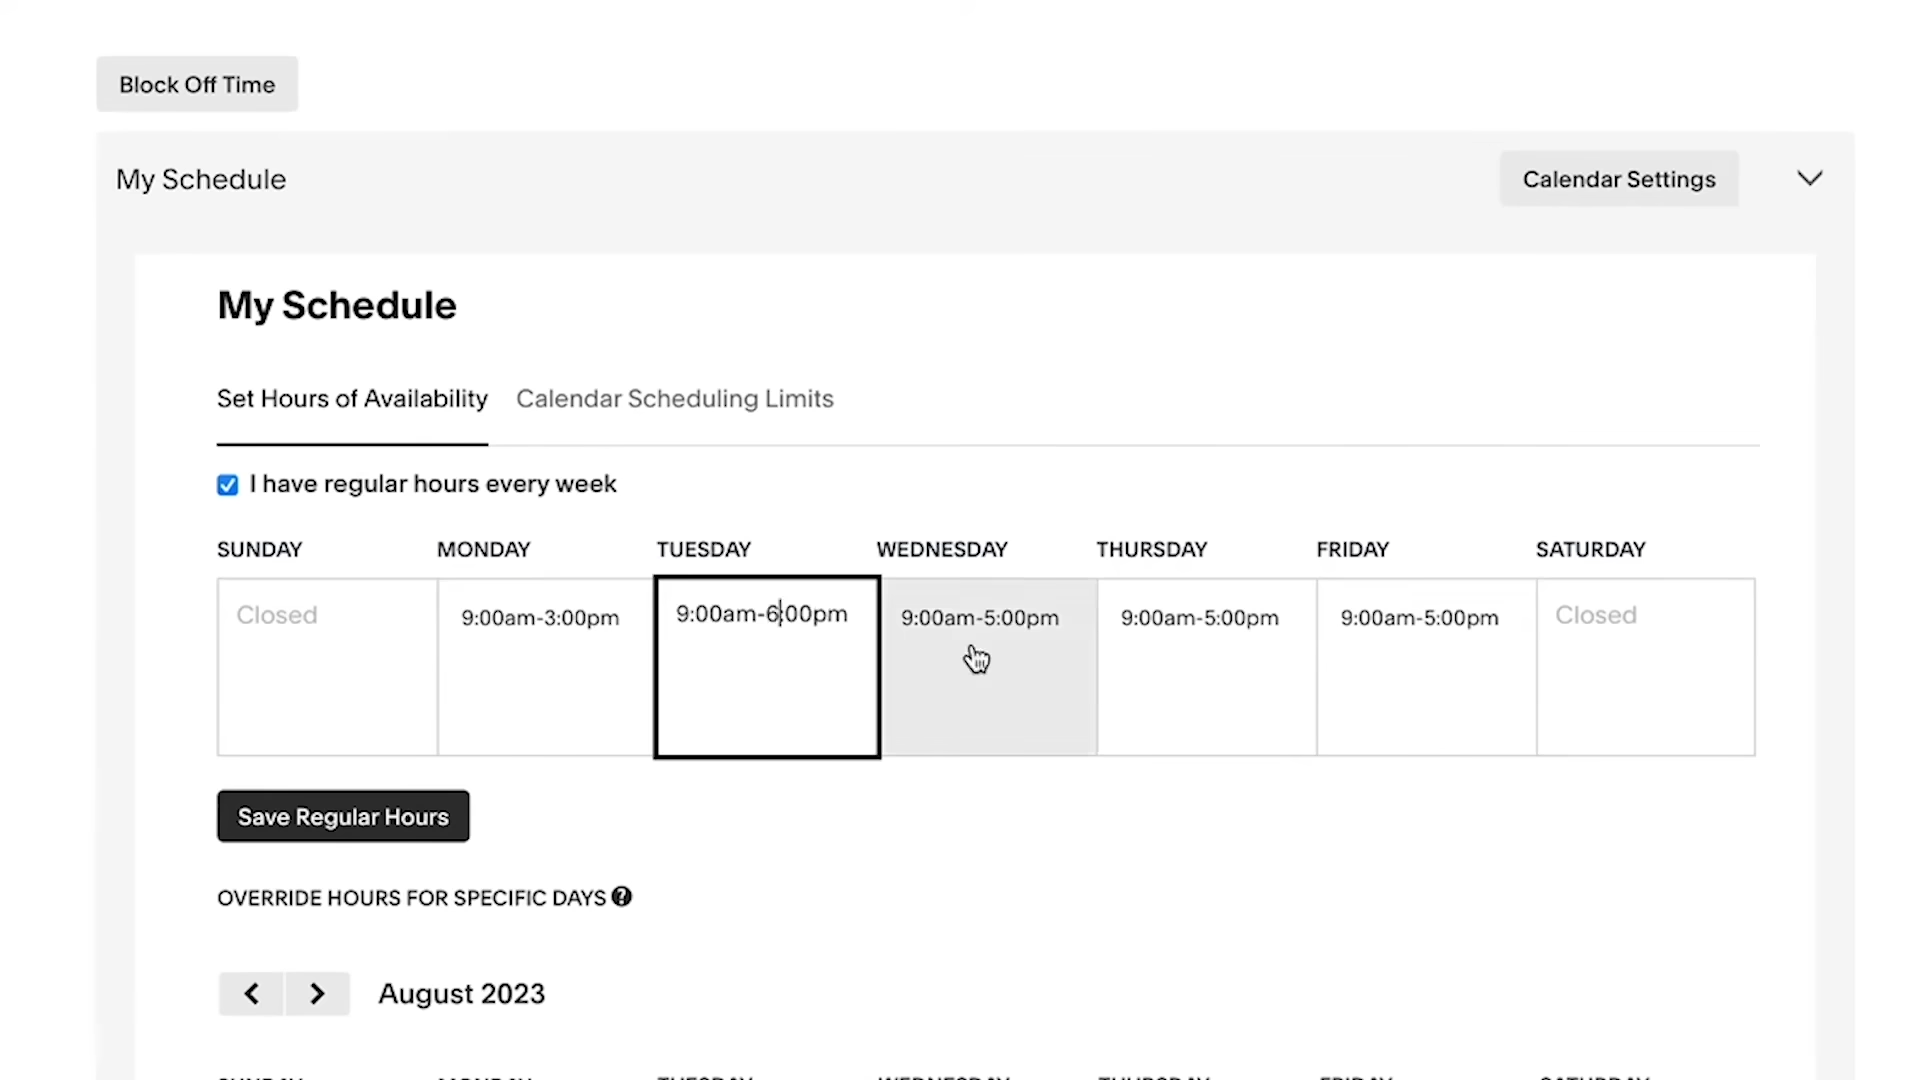 Block Off Time
My Schedule
Calendar Settings
My Schedule
Set Hours of Availability Calendar Scheduling Limits
I have regular hours every week
SUNDAY MONDAY TUESDAY WEDNESDAY THURSDAY FRIDAY SATURDAY
Closed 9:00am-3:00pm 9:00am-6:00pm 9:00am-5:00pm 9:00am-5:00pm 9:00am-5:00pm Closed
Save Regular Hours
OVERRIDE HOURS FOR SPECIFIC DAYS ?
August 2023